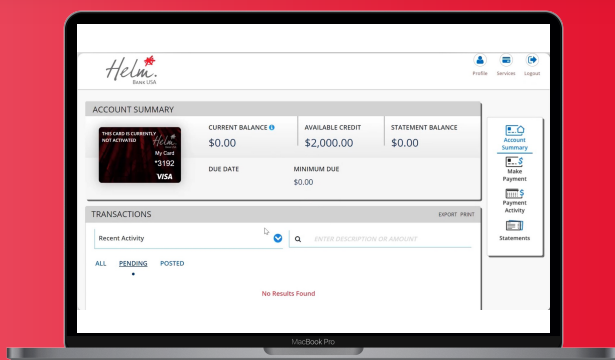 Helm.
BANK USA
Profile
Services
Logout
ACCOUNT SUMMARY
THIS CARD IS CURRENTLY
NOT ACTIVATED
Helm
My Card
*3192
VISA
CURRENT BALANCE
$0.00
AVAILABLE CREDIT
$2,000.00
STATEMENT BALANCE
$0.00
DUE DATE
MINIMUM DUE
$0.00
Account
Summary
Make
Payment
Payment
Activity
Statements
TRANSACTIONS
EXPORT PRINT
Recent Activity
ENTER DESCRIPTION OR AMOUNT
ALL PENDING POSTED
No Results Found
MacBook Pro